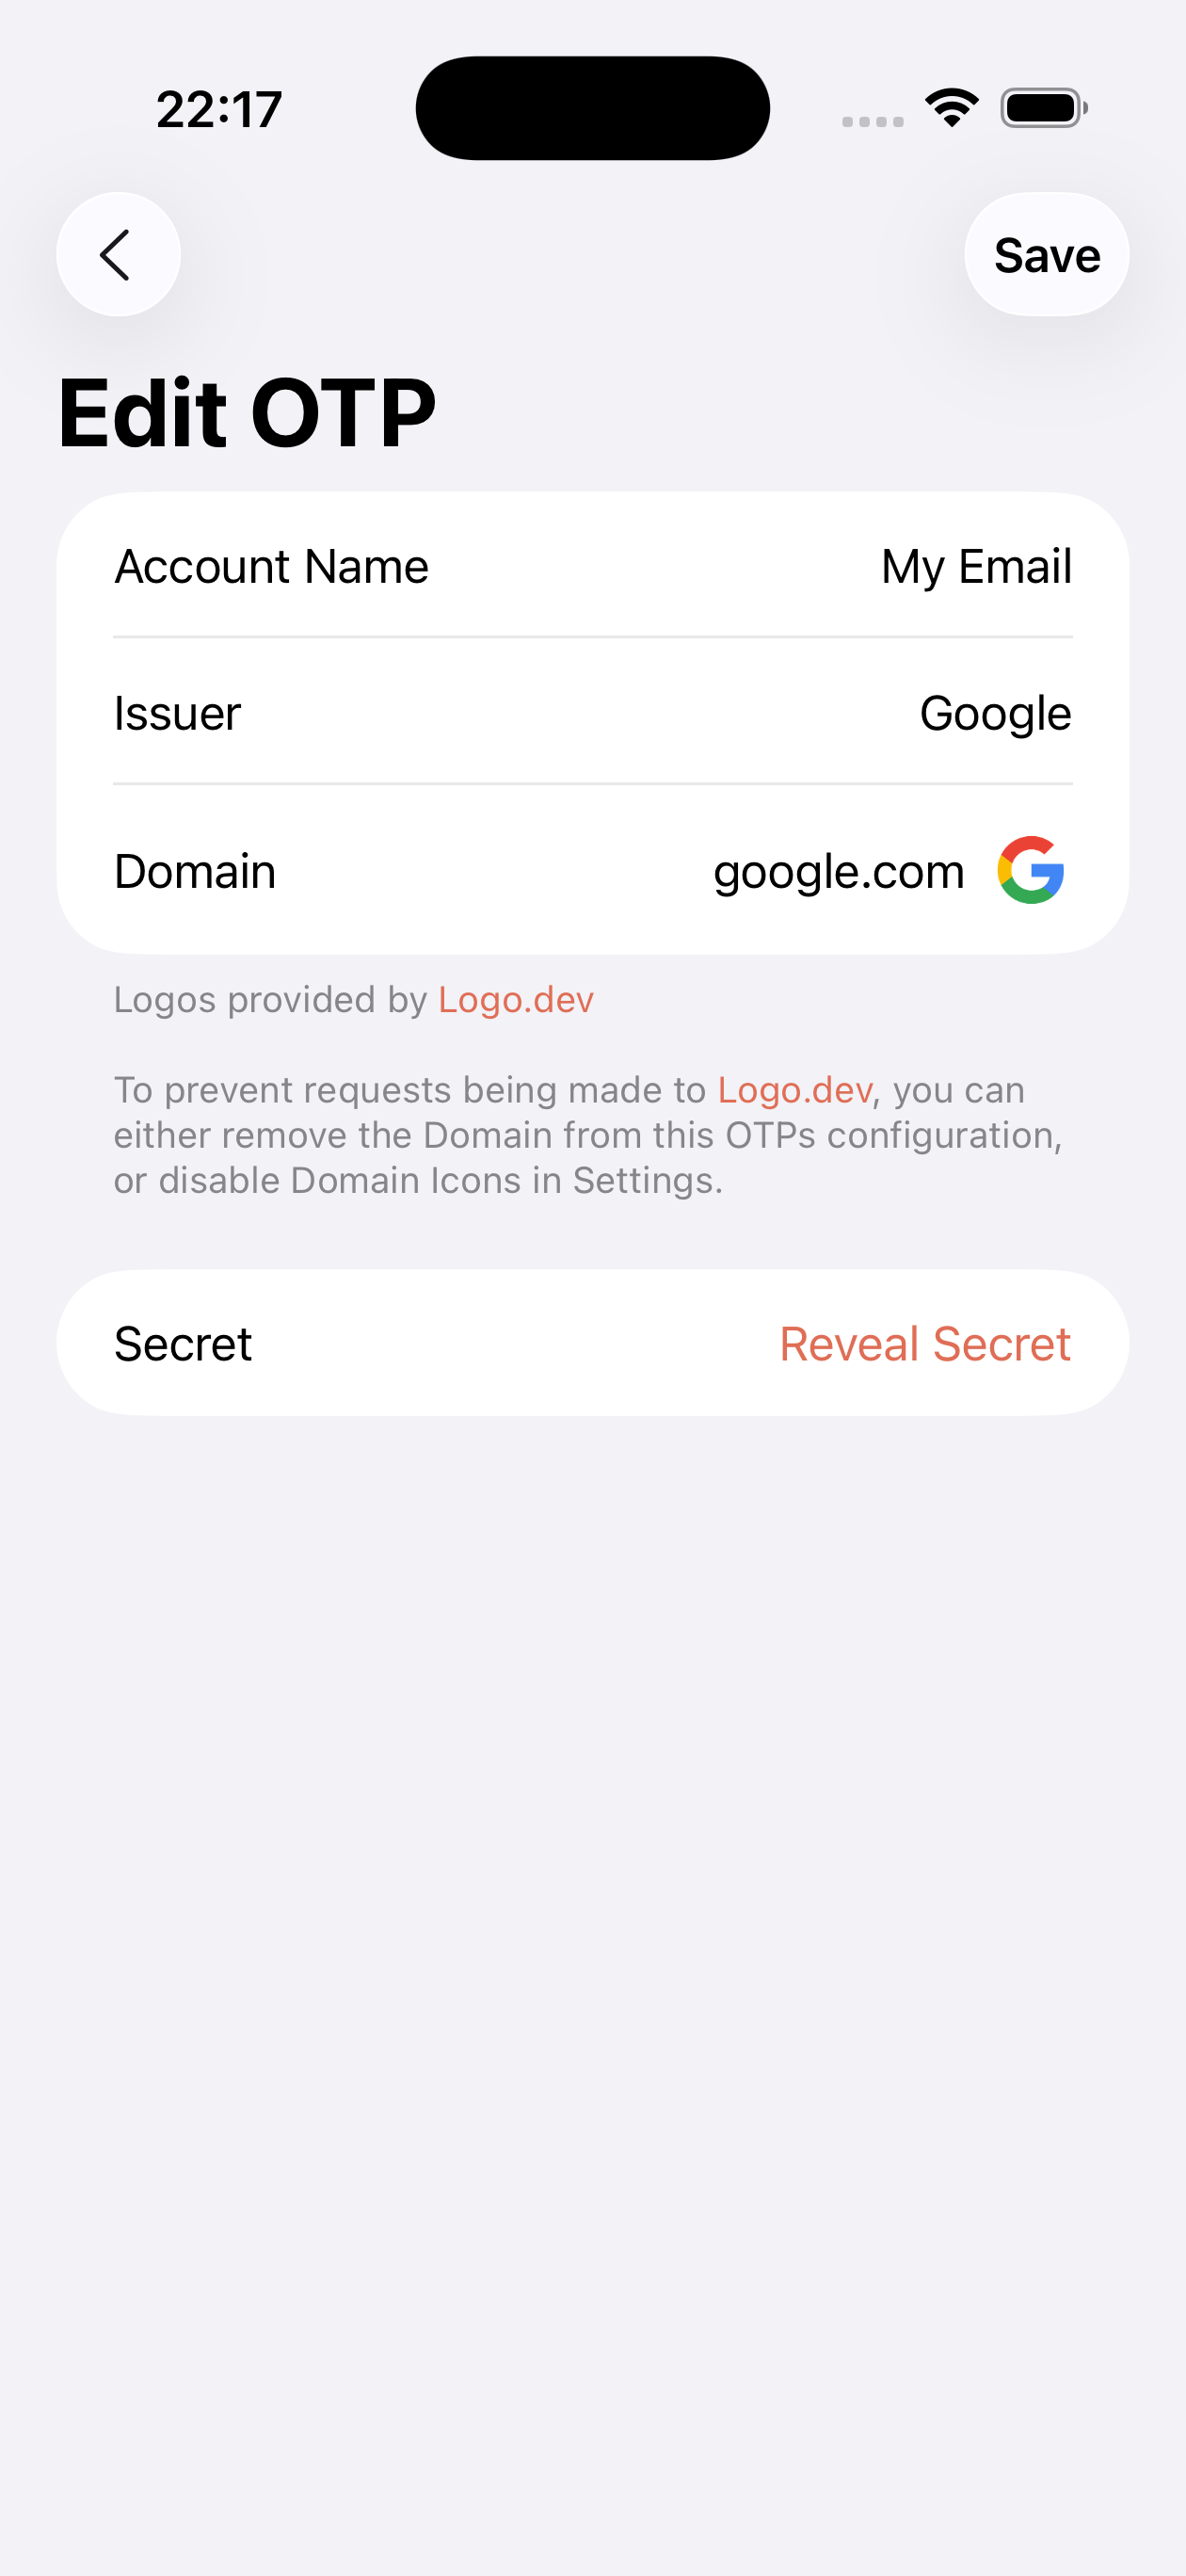 22:17
Save
Edit OTP
Account Name My Email
Issuer Google
Domain google.com
Logos provided by Logo.dev
To prevent requests being made to Logo.dev, you can
either remove the Domain from this OTPs configuration,
or disable Domain Icons in Settings.
Secret Reveal Secret